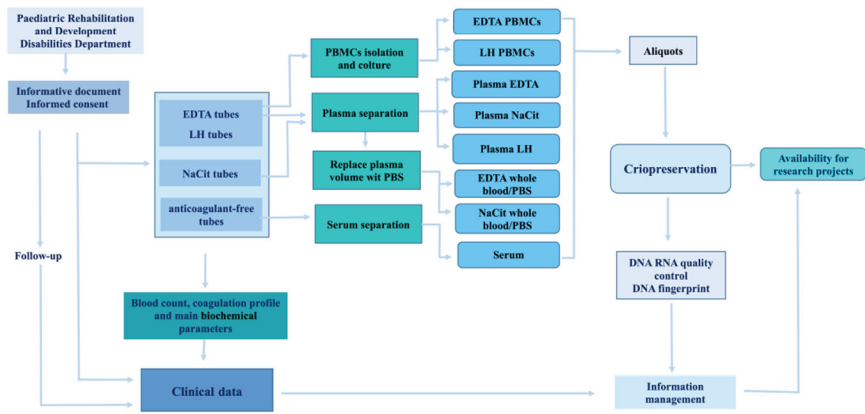 Paediatric Rehabilitation
and Development
Disabilities Department
Informative document
Informed consent
Follow-up
EDTA tubes
LH tubes
NaCit tubes
anticoagulant-free
tubes
Blood count, coagulation profile
and main biochemical
parameters
Clinical data
PBMCs isolation
and colture
Plasma separation
Replace plasma
volume wit PBS
Serum separation
EDTA PBMCs
LH PBMCs
Plasma EDTA
Plasma NaCit
Plasma LH
EDTA whole
blood/PBS
NaCit whole
blood/PBS
Serum
Aliquots
Criopreservation
Availability for
research projects
DNA RNA quality
control
DNA fingerprint
Information
management